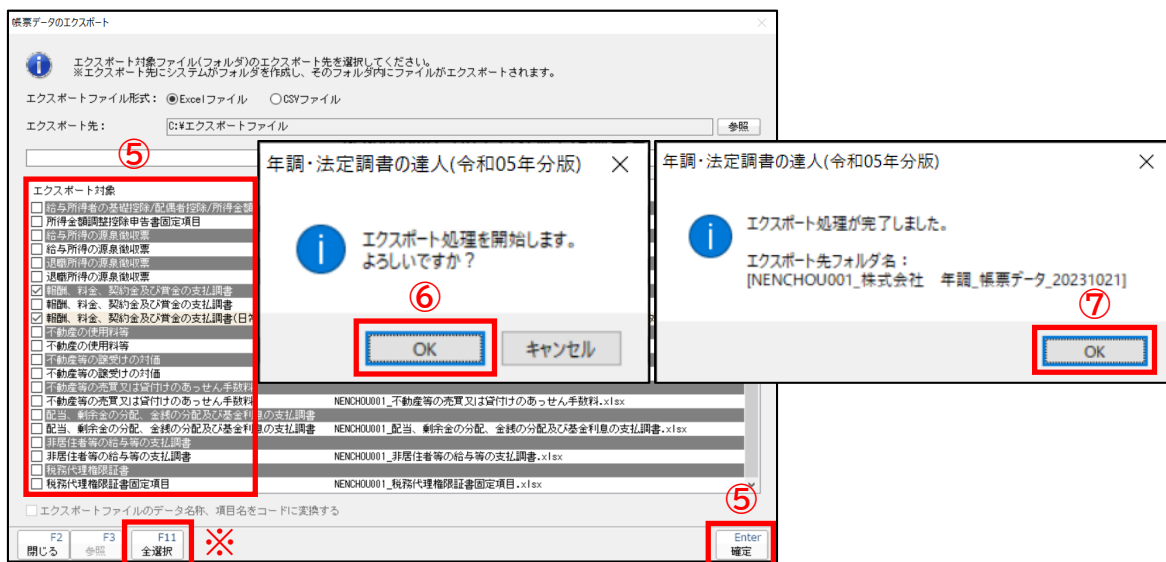 帳票データのエクスポート
エクスポート対象ファイル(フォルダ)のエクスポート先を選択してください。
※エクスポート先にシステムがフォルダを作成し、そのフォルダ内にファイルがエクスポートされます。
エクスポートファイル形式： Excelファイル CSVファイル
エクスポート先： C:¥エクスポートファイル 参照
⑤
エクスポート対象
給与所得者の基礎控除/配偶者控除/所得金額
所得金額調整控除申告書固定項目
給与所得の源泉徴収票
給与所得の源泉徴収票
退職所得の源泉徴収票
退職所得の源泉徴収票
報酬、料金、契約金及び賞金の支払調書
報酬、料金、契約金及び賞金の支払調書
報酬、料金、契約金及び賞金の支払調書(日
不動産の使用料等
不動産の使用料等
不動産等の譲受けの対価
不動産等の譲受けの対価
不動産等の売買又は貸付けのあっせん手数料
不動産等の売買又は貸付けのあっせん手数料 NENCHOU001_不動産等の売買又は貸付けのあっせん手数料.xlsx
配当、剰余金の分配、金銭の分配及び基金利息の支払調書
配当、剰余金の分配、金銭の分配及び基金利息の支払調書 NENCHOU001_配当、剰余金の分配、金銭の分配及び基金利息の支払調書.xlsx
非居住者等の給与等の支払調書
非居住者等の給与等の支払調書 NENCHOU001_非居住者等の給与等の支払調書.xlsx
税務代理権限証書
税務代理権限証書固定項目 NENCHOU001_税務代理権限証書固定項目.xlsx
エクスポートファイルのデータ名称、項目名をコードに変換する
F2 閉じる
F3 参照
F11 全選択
※
⑤
Enter 確定
年調・法定調書の達人(令和05年分版)
エクスポート処理を開始します。
よろしいですか？
⑥
OK キャンセル
年調・法定調書の達人(令和05年分版)
エクスポート処理が完了しました。
エクスポート先フォルダ名：
[NENCHOU001_株式会社　年調_帳票データ_20231021]
⑦
OK